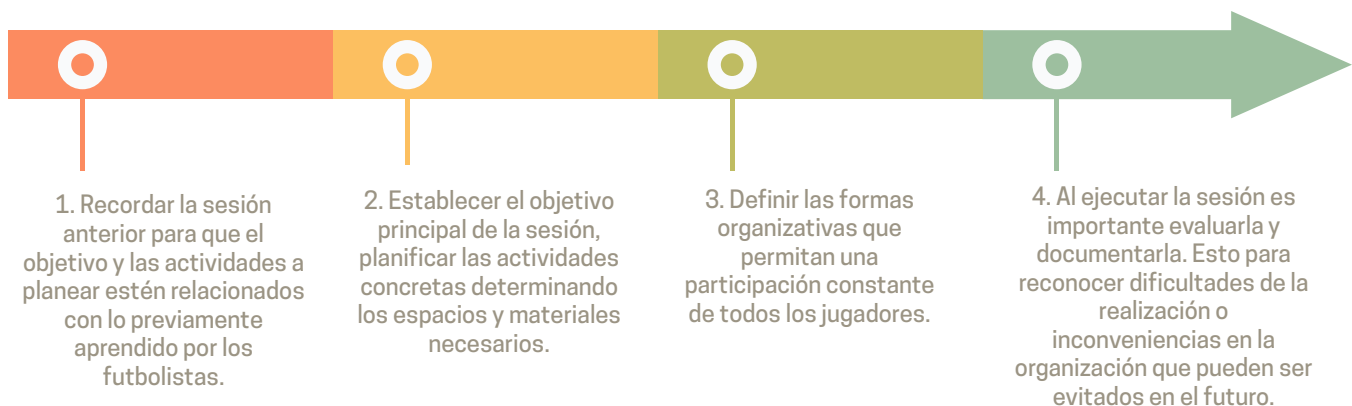 1. Recordar la sesión
anterior para que el
objetivo y las actividades a
planear estén relacionados
con lo previamente
aprendido por los
futbolistas.
2. Establecer el objetivo
principal de la sesión,
planificar las actividades
concretas determinando
los espacios y materiales
necesarios.
3. Definir las formas
organizativas que
permitan una
participación constante
de todos los jugadores.
4. Al ejecutar la sesión es
importante evaluarla y
documentarla. Esto para
reconocer dificultades de la
realización o
inconveniencias en la
organización que pueden ser
evitados en el futuro.